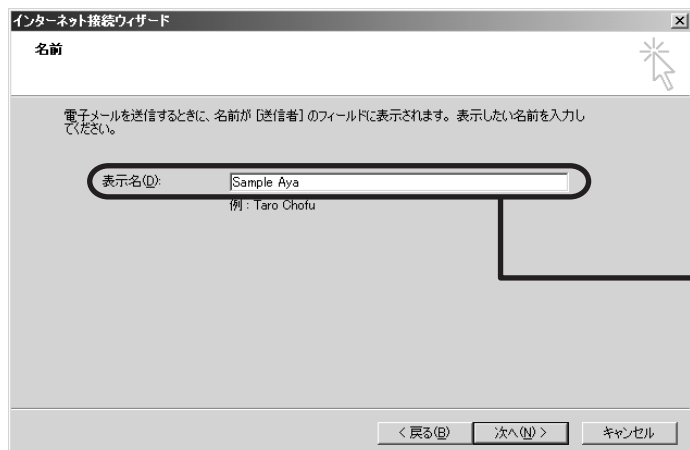 インターネット接続ウィザード
名前
電子メールを送信するときに、名前が [送信者] のフィールドに表示されます。表示したい名前を入力し
てください。
表示名(D): Sample Aya
例 : Taro Chofu
< 戻る(B) 次へ(N) > キャンセル